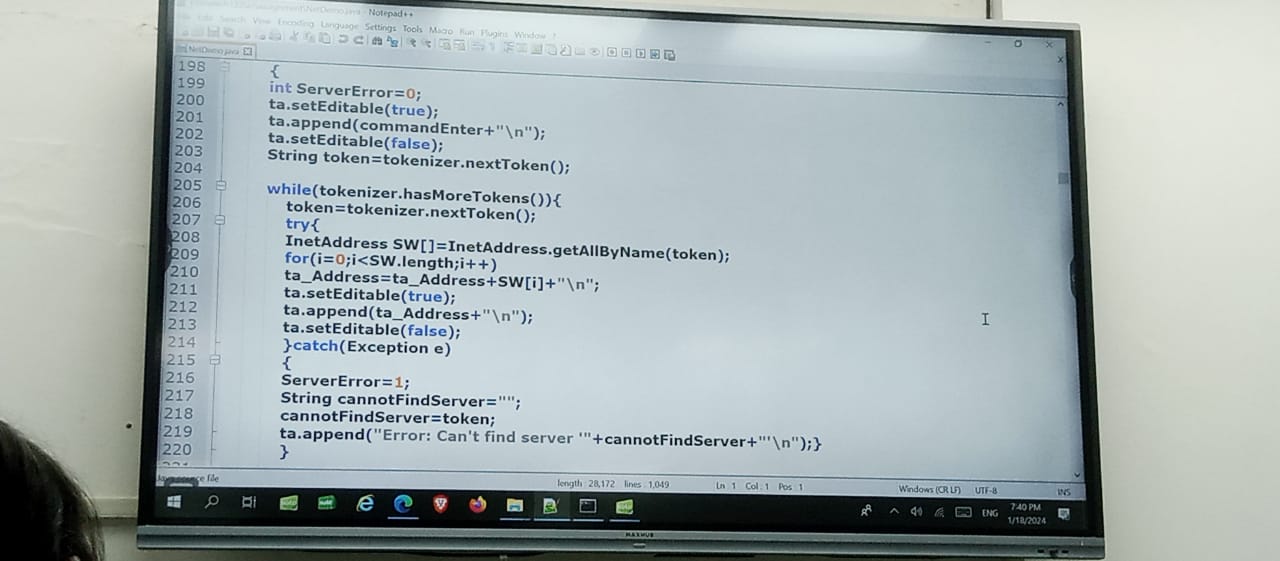 NetDemo.java Notepad++
Edit Search View Encoding Language Settings Tools Macro Run Plugins Window ?
NetDemo.java
198 {
199 int ServerError=0;
200 ta.setEditable(true);
201 ta.append(commandEnter+"\n");
202 ta.setEditable(false);
203 String token=tokenizer.nextToken();
204
205 while(tokenizer.hasMoreTokens()){
206 token=tokenizer.nextToken();
207 try{
208 InetAddress SW[]=InetAddress.getAllByName(token);
209 for(i=0;i<SW.length;i++)
210 ta_Address=ta_Address+SW[i]+"\n";
211 ta.setEditable(true);
212 ta.append(ta_Address+"\n");
213 ta.setEditable(false);
214 }catch(Exception e)
215 {
216 ServerError=1;
217 String cannotFindServer="";
218 cannotFindServer=token;
219 ta.append("Error: Can't find server '"+cannotFindServer+"'\n");}
220 }
Java source file length : 28,172 lines : 1,049 Ln : 1 Col : 1 Pos : 1 Windows (CR LF) UTF-8 INS
ENG 7:40 PM
1/18/2024
MAXHUB